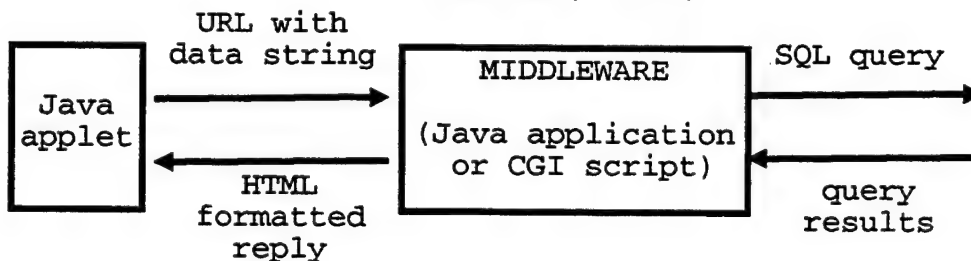 URL with
data string
Java
applet
HTML
formatted
reply
MIDDLEWARE
(Java application
or CGI script)
SQL query
query
results